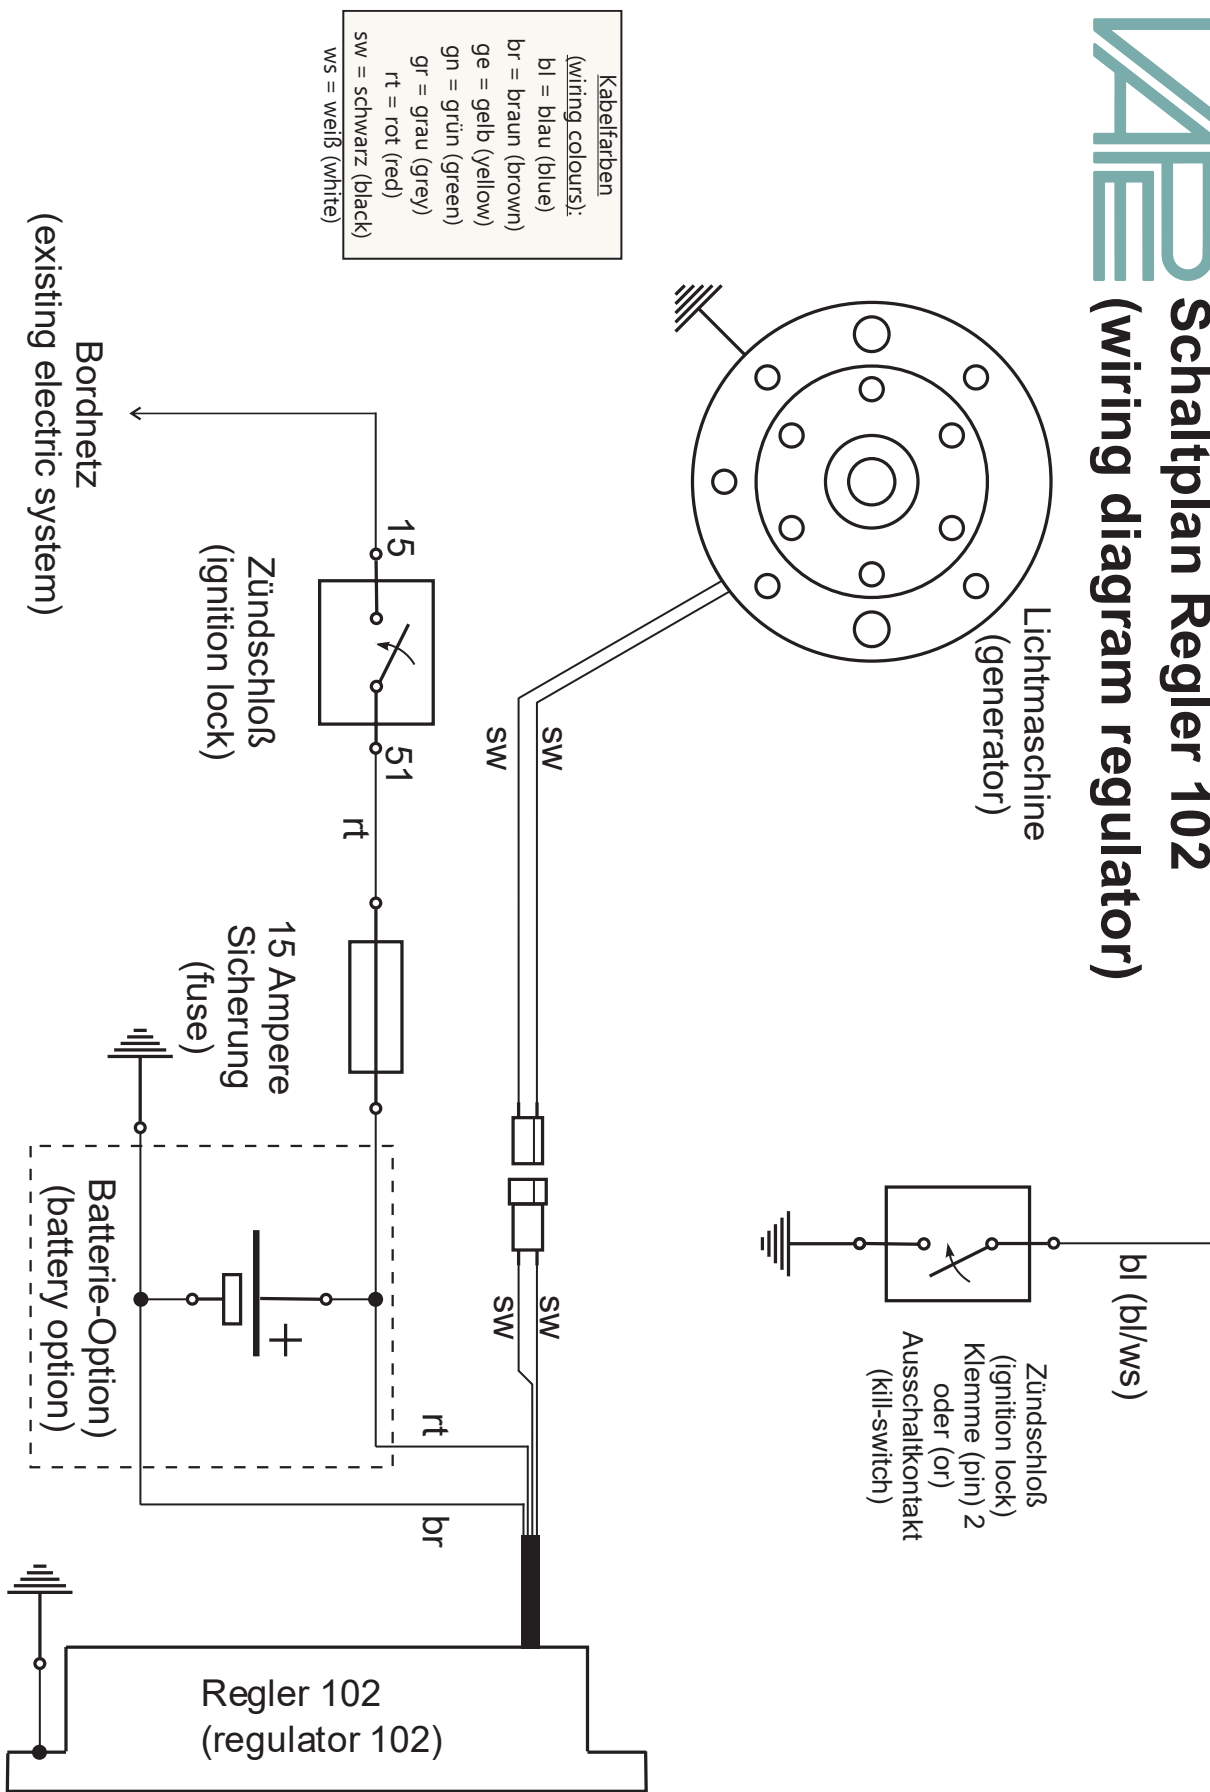 VAPE
Schaltplan Regler 102
(wiring diagram regulator)
Kabelfarben
(wiring colours):
bl = blau (blue)
br = braun (brown)
ge = gelb (yellow)
gn = grün (green)
gr = grau (grey)
rt = rot (red)
sw = schwarz (black)
ws = weiß (white)
Lichtmaschine
(generator)
bl (bl/ws)
Zündschloß
(ignition lock)
Klemme (pin) 2
oder (or)
Ausschaltkontakt
(kill-switch)
sw
sw
sw
sw
15
51
rt
Zündschloß
(ignition lock)
15 Ampere
Sicherung
(fuse)
Bordnetz
(existing electric system)
+
Batterie-Option)
(battery option)
rt
br
Regler 102
(regulator 102)